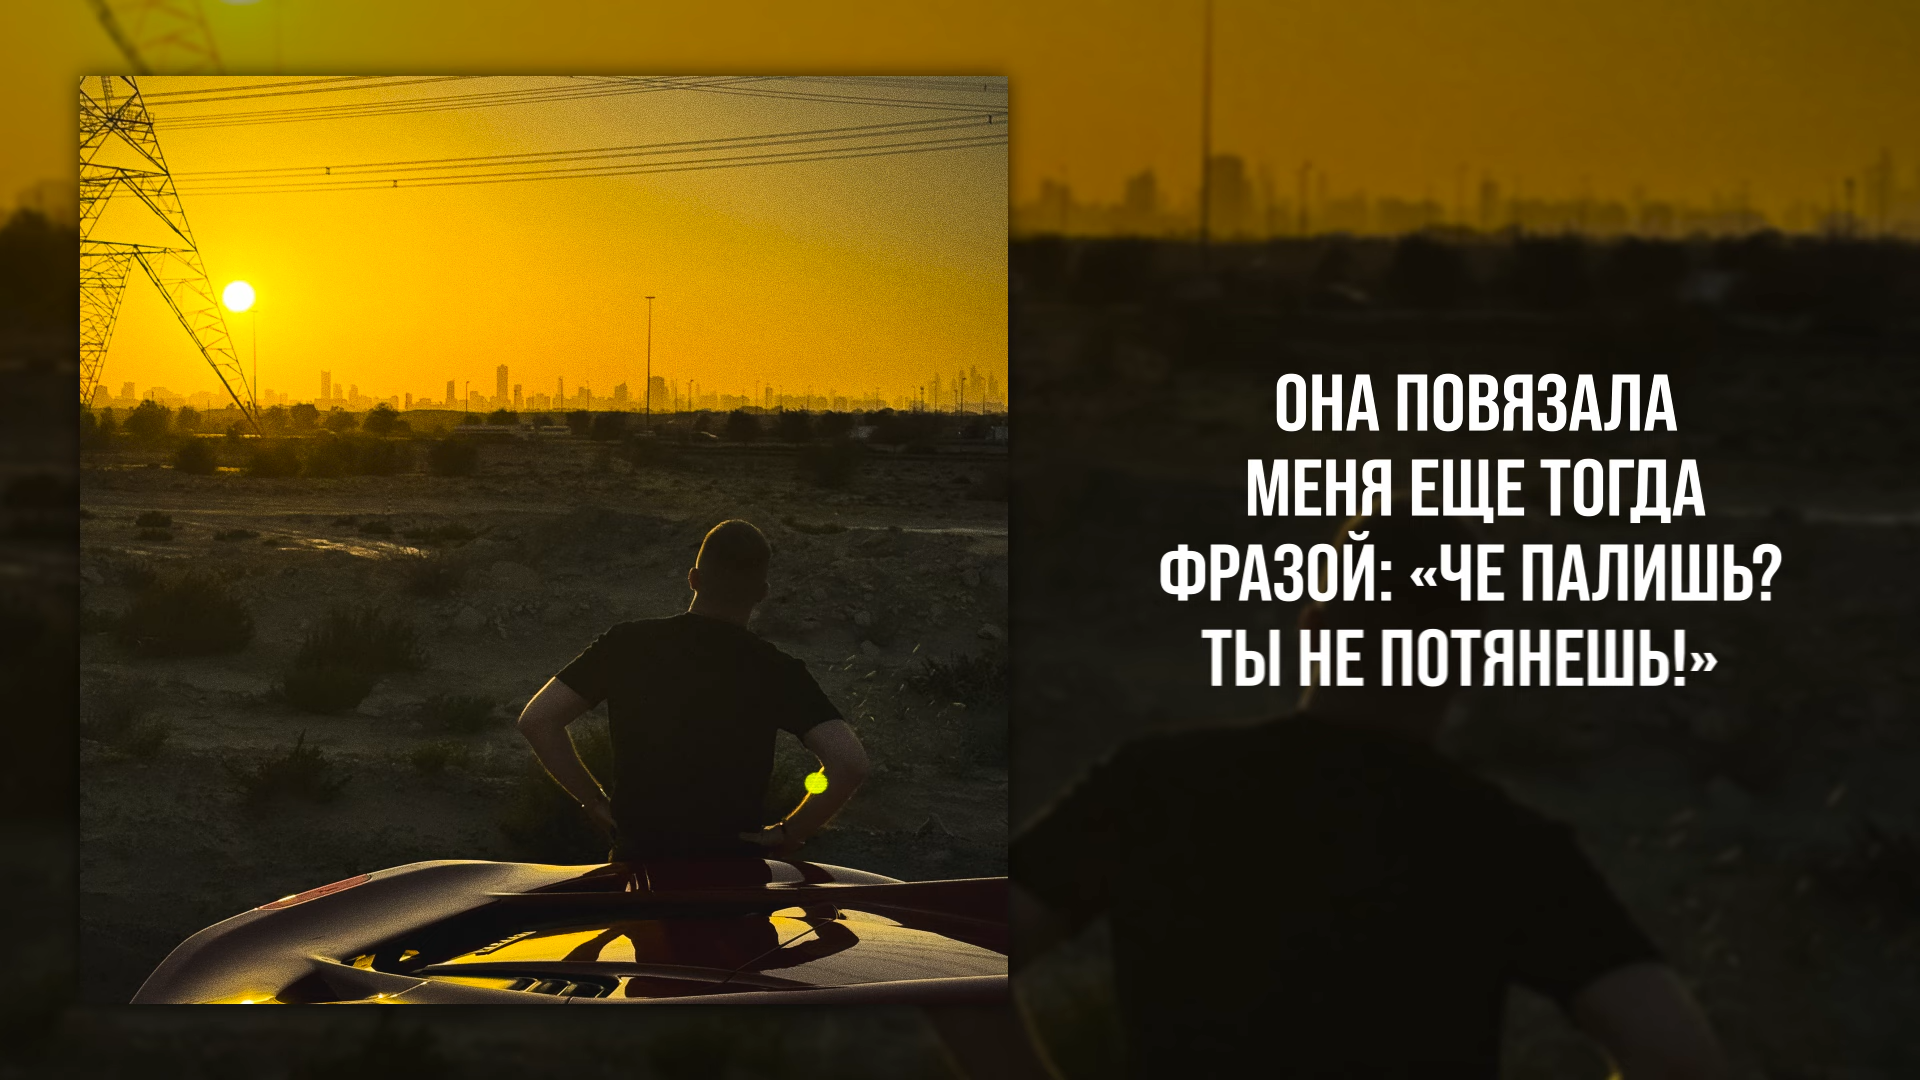 ОНА ПОВЯЗАЛА
МЕНЯ ЕЩЕ ТОГДА
ФРАЗОЙ: «ЧЕ ПАЛИШЬ?
ТЫ НЕ ПОТЯНЕШЬ!»